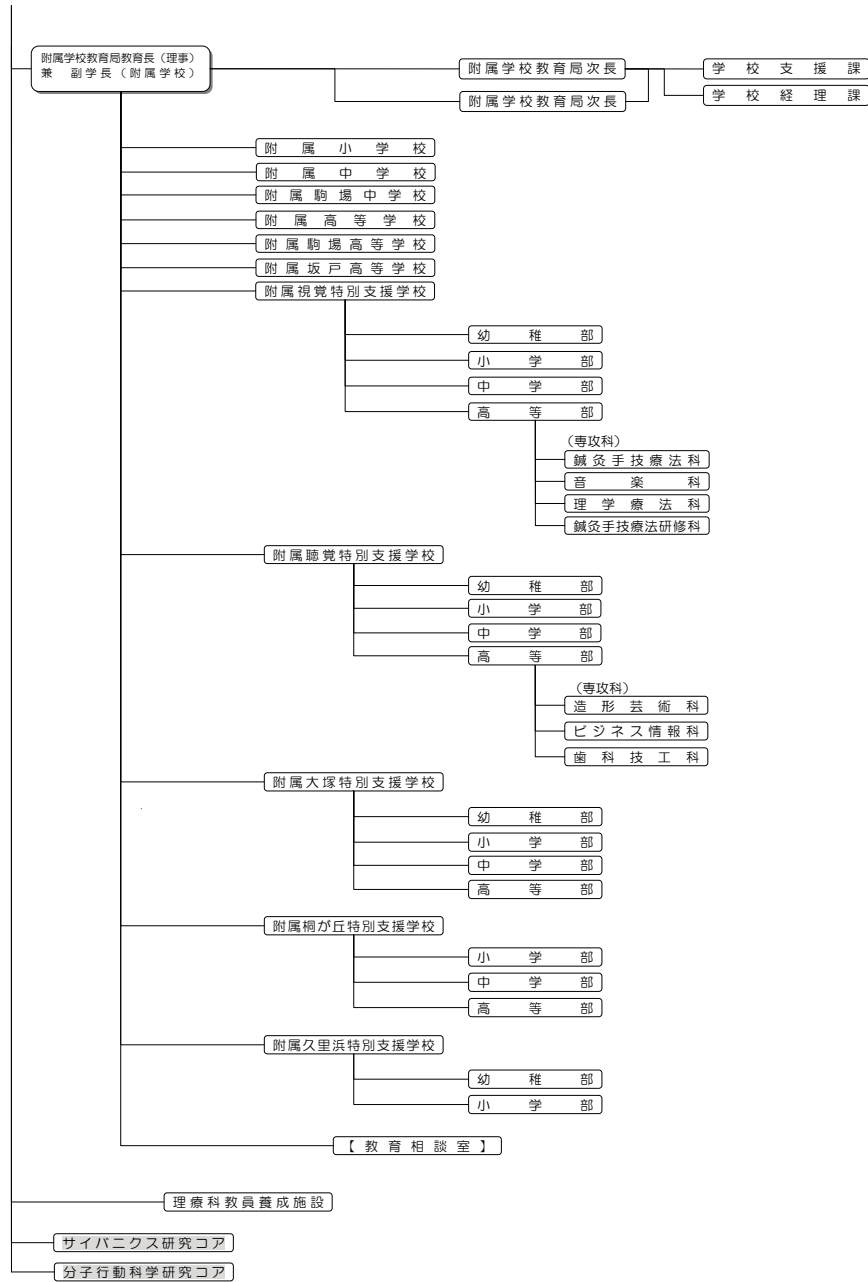 附属学校教育局教育長（理事）
兼　副学長（附属学校）
附属学校教育局次長
学校支援課
附属学校教育局次長
学校経理課
附属小学校
附属中学校
附属駒場中学校
附属高等学校
附属駒場高等学校
附属坂戸高等学校
附属視覚特別支援学校
幼稚部
小学部
中学部
高等部
（専攻科）
鍼灸手技療法科
音楽科
理学療法科
鍼灸手技療法研修科
附属聴覚特別支援学校
幼稚部
小学部
中学部
高等部
（専攻科）
造形芸術科
ビジネス情報科
歯科技工科
附属大塚特別支援学校
幼稚部
小学部
中学部
高等部
附属桐が丘特別支援学校
小学部
中学部
高等部
附属久里浜特別支援学校
幼稚部
小学部
【教育相談室】
理療科教員養成施設
サイバニクス研究コア
分子行動科学研究コア